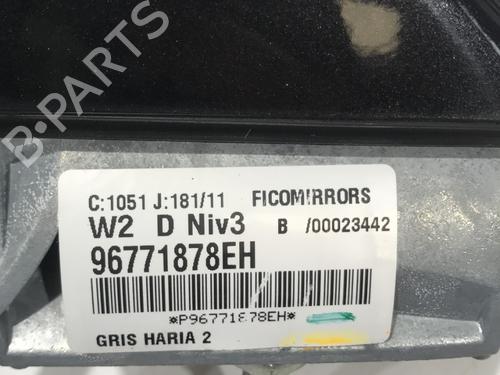 B-PARTS
C:1051 J:181/11 FICOMIRRORS
W2 D Niv3 B /00023442
96771878EH
*P96771878EH*
GRIS HARIA 2